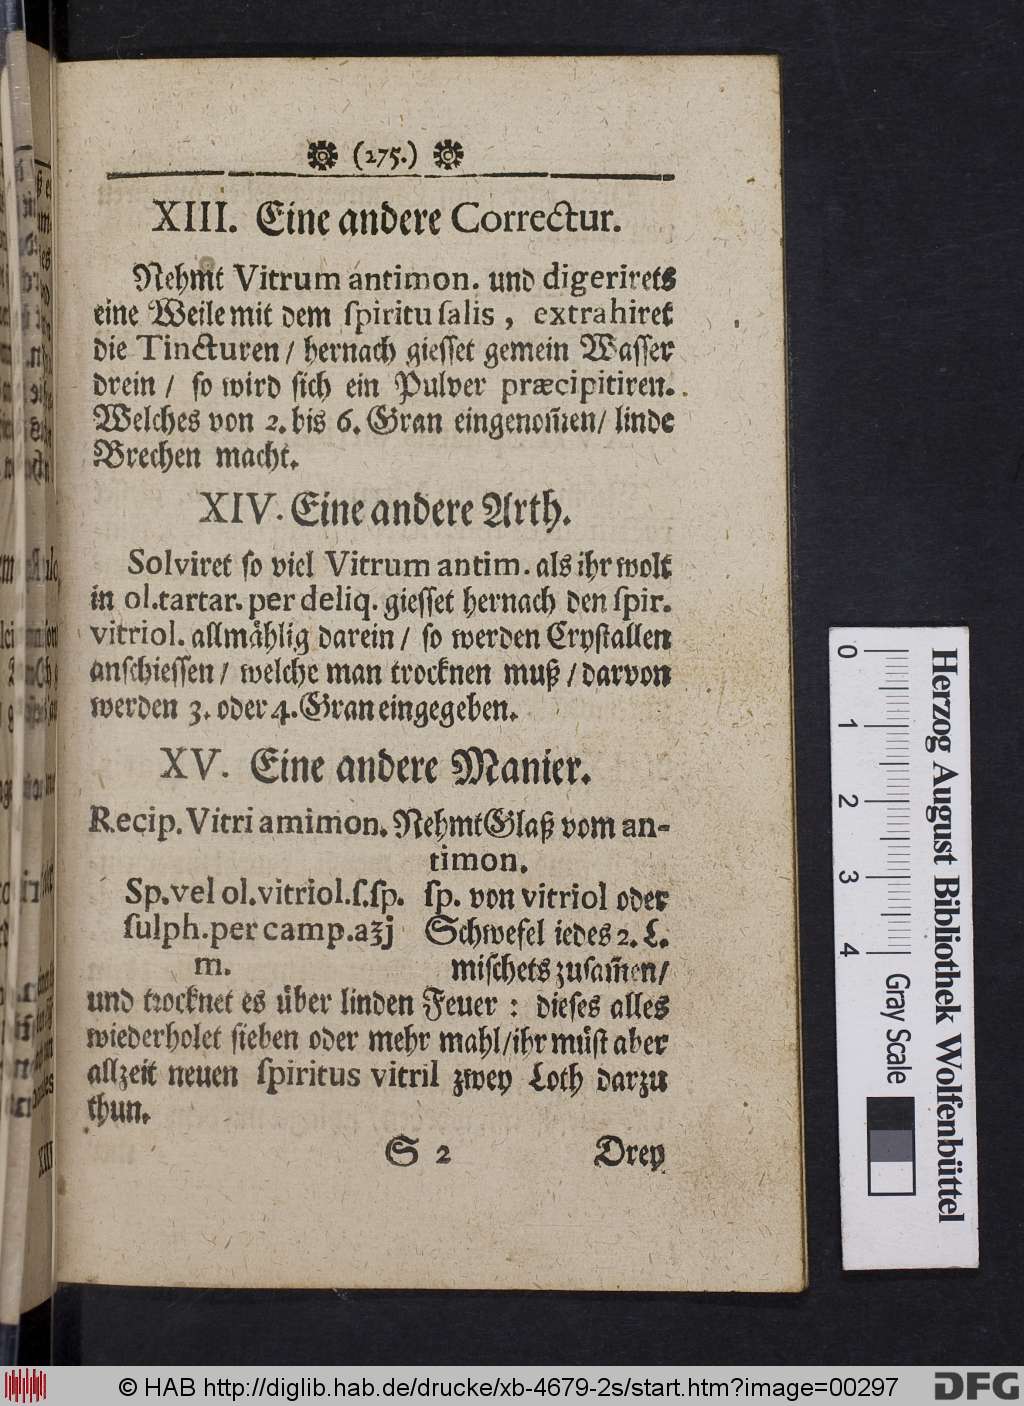 (275.)
XIII. Eine andere Correctur.
Nehmt Vitrum antimon. und digerirets
eine Weile mit dem spiritu salis, extrahiret
die Tincturen / hernach giesset gemein Wasser
drein / so wird sich ein Pulver præcipitiren.
Welches von 2. bis 6. Gran eingenom̃en / linde
Brechen macht.
XIV. Eine andere Arth.
Solviret so viel Vitrum antim. als ihr wolt
in ol. tartar. per deliq. giesset hernach den spir.
vitriol. allmåhlig darein / so werden Crystallen
anschiessen / welche man trocknen muß / darvon
werden 3. oder 4. Gran eingegeben.
XV. Eine andere Manier.
Recip. Vitri amimon. Nehmt Glaß vom an-
timon.
Sp. vel ol. vitriol. s. sp. sp. von vitriol oder
sulph. per camp. aʒj Schwefel iedes 2. L.
m. mischets zusam̃en /
und trocknet es über linden Feuer : dieses alles
wiederholet sieben oder mehr mahl / ihr müst aber
allzeit neuen spiritus vitril zwey Loth darzu
thun.
S 2 Drey
0 1 2 3 4
Gray Scale
Herzog August Bibliothek Wolfenbüttel
© HAB http://diglib.hab.de/drucke/xb-4679-2s/start.htm?image=00297
DFG